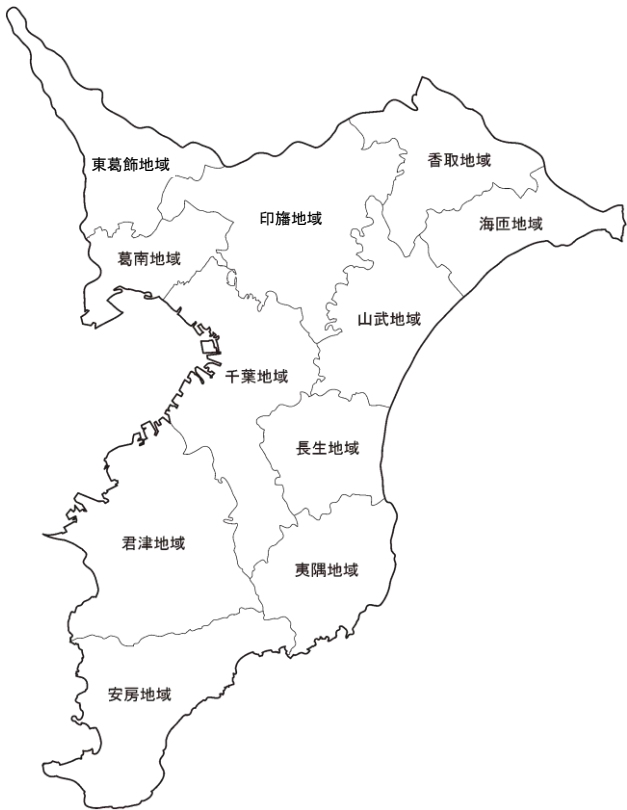 東葛飾地域
香取地域
印旛地域
海匝地域
葛南地域
山武地域
千葉地域
長生地域
君津地域
夷隅地域
安房地域